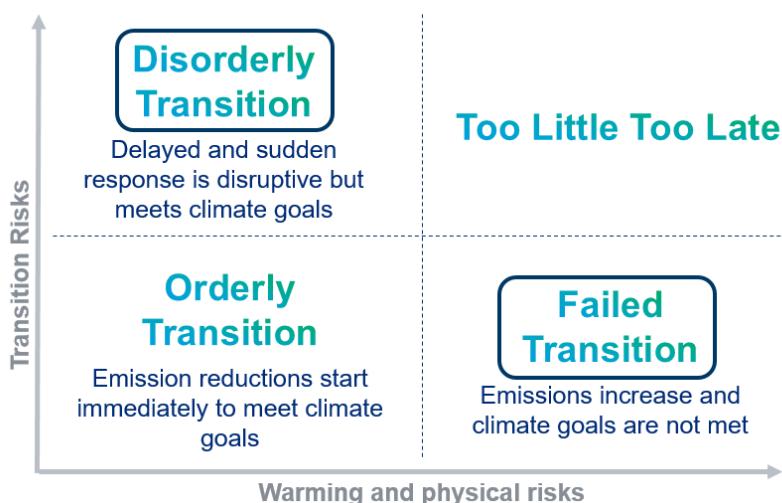 Disorderly
Transition
Delayed and sudden
response is disruptive but
meets climate goals
Too Little Too Late
Orderly
Transition
Emission reductions start
immediately to meet climate
goals
Failed
Transition
Emissions increase and
climate goals are not met
Transition Risks
Warming and physical risks